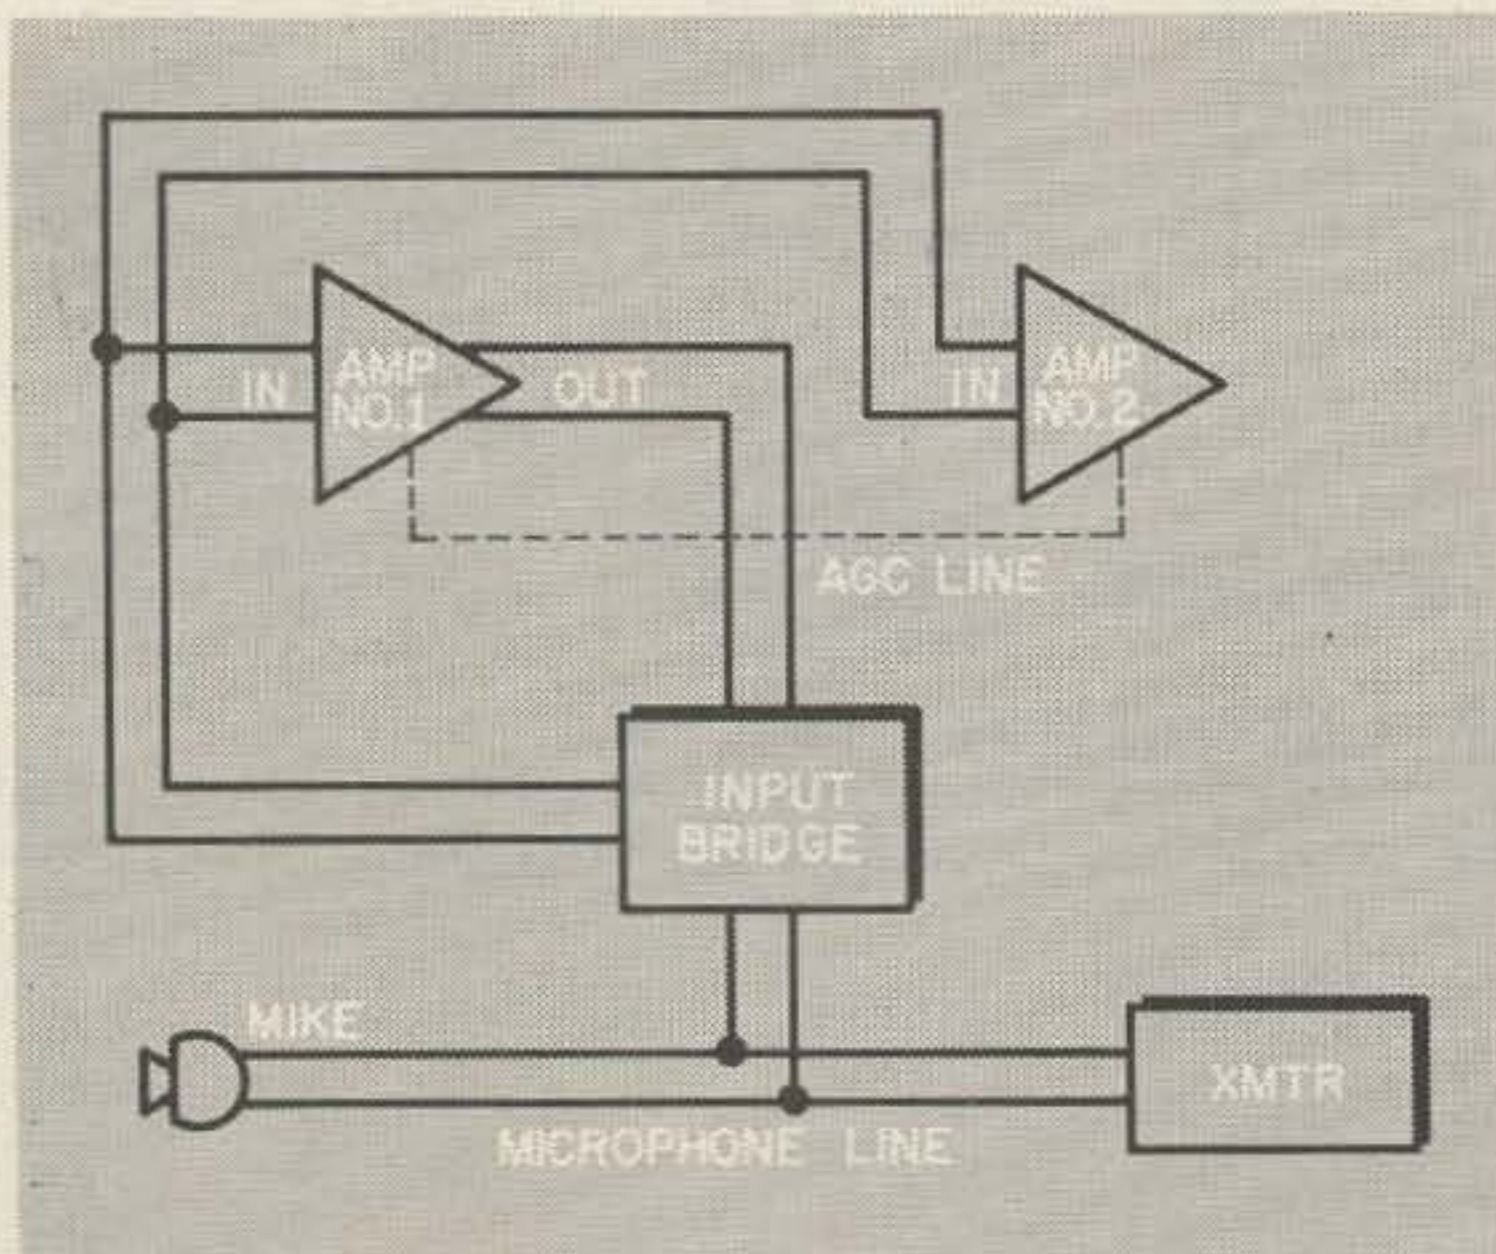 AMP
NO.1
IN
OUT
IN
AMP
NO.2
AGC LINE
INPUT
BRIDGE
MIKE
XMTR
MICROPHONE LINE